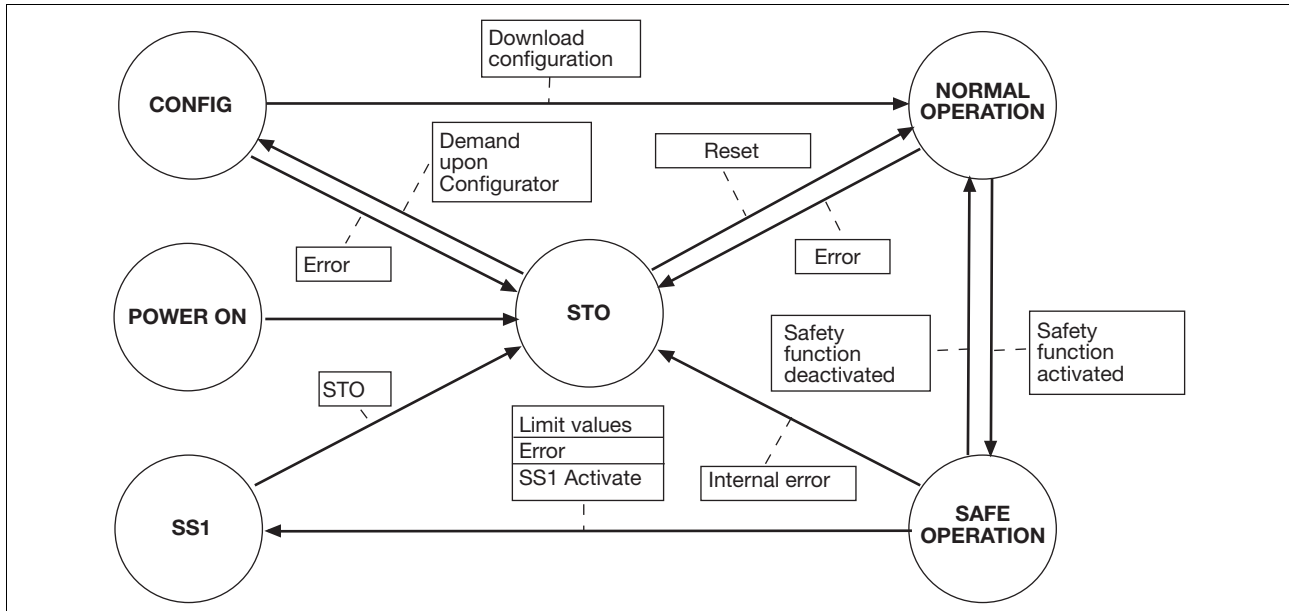 Download
configuration
CONFIG
NORMAL
OPERATION
Demand
upon
Configurator
Reset
Error
Error
POWER ON
STO
Safety
function
deactivated
Safety
function
activated
STO
Limit values
Error
SS1 Activate
Internal error
SS1
SAFE
OPERATION